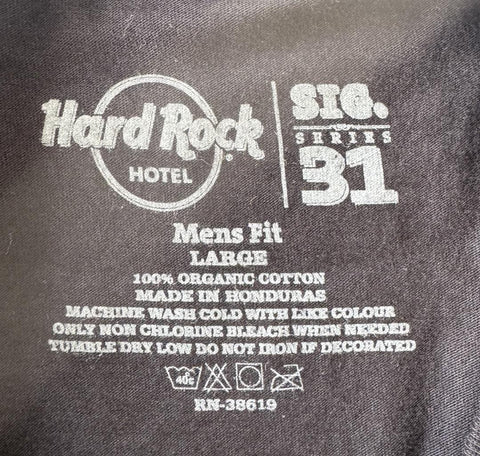 Hard Rock
HOTEL
SIG.
SERIES
31
Mens Fit
LARGE
100% ORGANIC COTTON
MADE IN HONDURAS
MACHINE WASH COLD WITH LIKE COLOUR
ONLY NON CHLORINE BLEACH WHEN NEEDED
TUMBLE DRY LOW DO NOT IRON IF DECORATED
40c
RN-38619